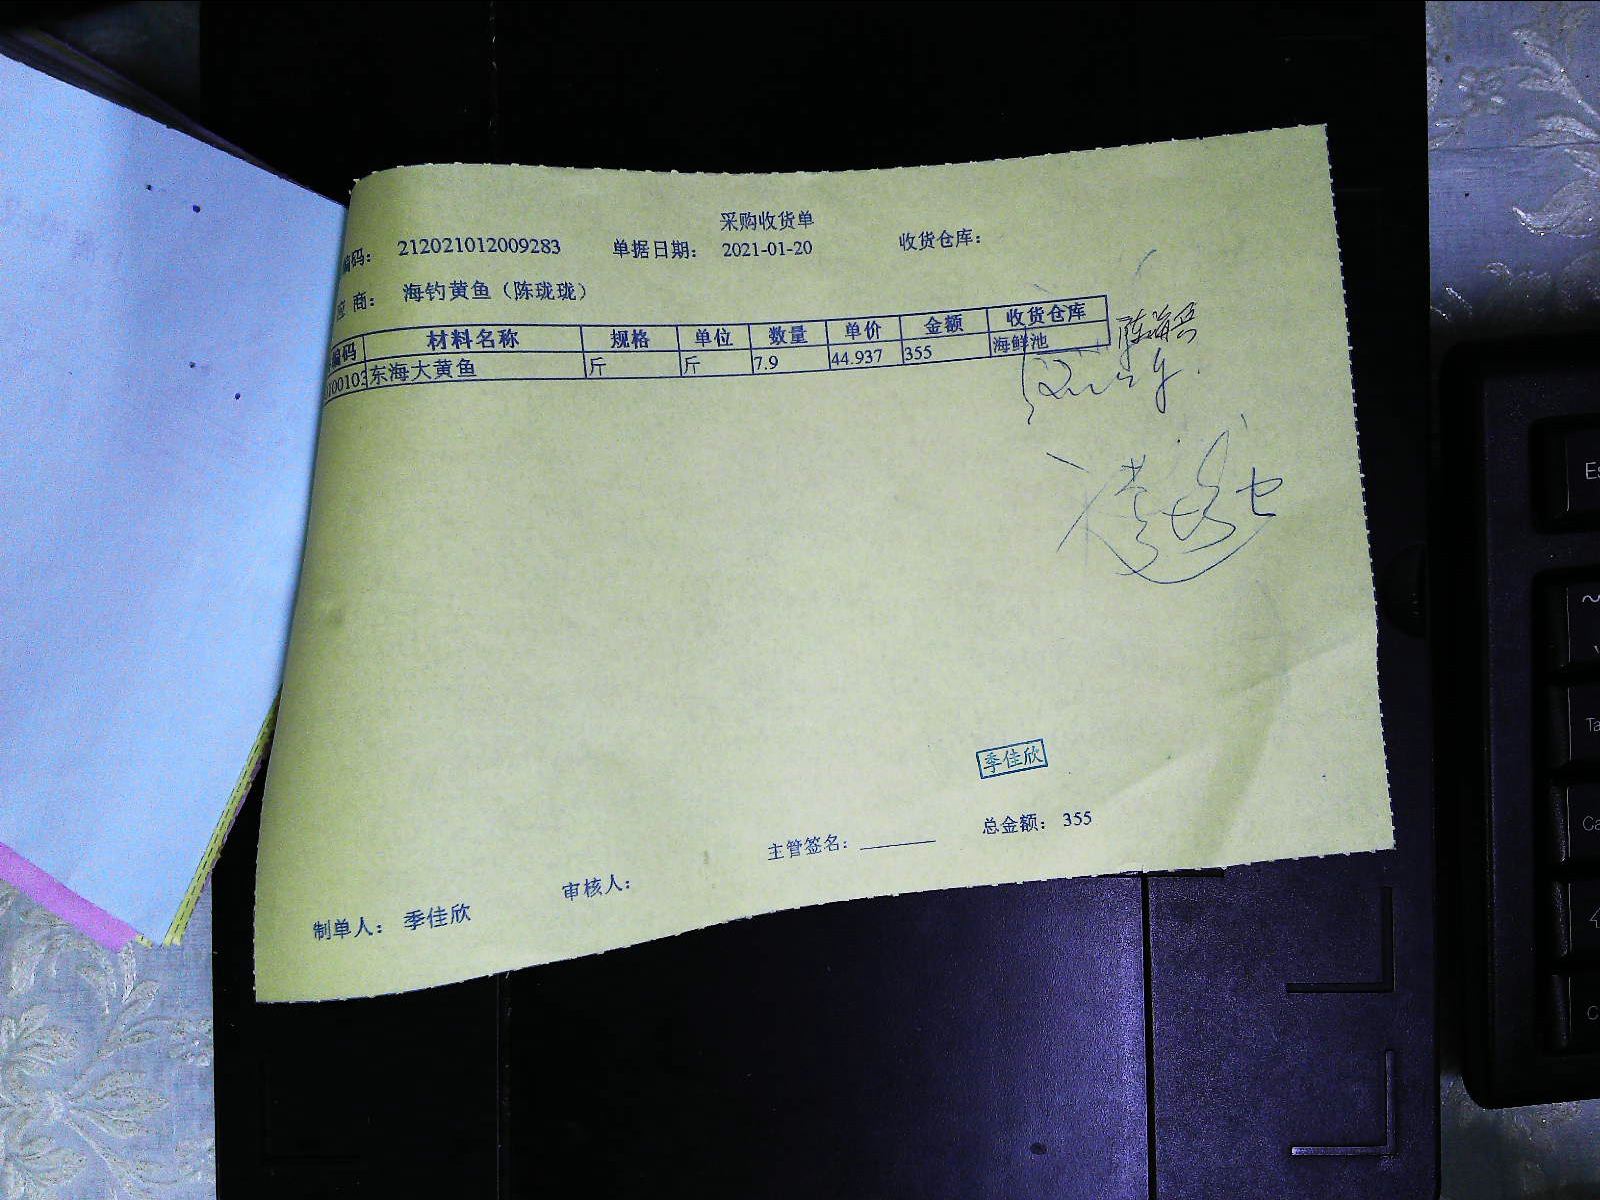 采购收货单
编码： 212021012009283 单据日期： 2021-01-20 收货仓库：
应 商： 海钓黄鱼（陈珑珑）
编码 材料名称 规格 单位 数量 单价 金额 收货仓库
东海大黄鱼 斤 斤 7.9 44.937 355 海鲜池
季佳欣
主管签名： 总金额： 355
制单人： 季佳欣 审核人：
Es
Ta
Ca